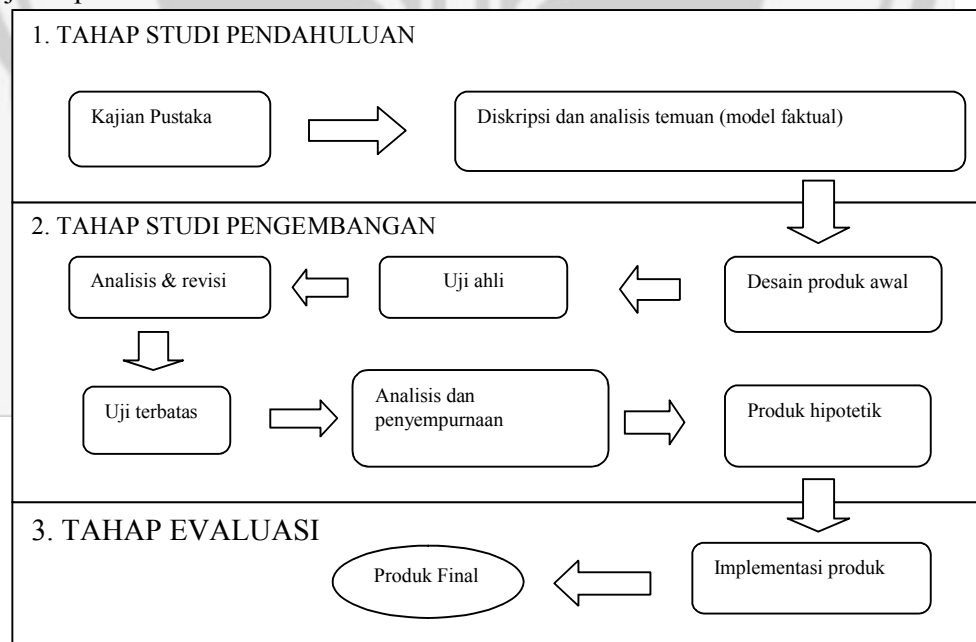 1. TAHAP STUDI PENDAHULUAN
Kajian Pustaka
Diskripsi dan analisis temuan (model faktual)
2. TAHAP STUDI PENGEMBANGAN
Analisis & revisi
Uji ahli
Desain produk awal
Uji terbatas
Analisis dan
penyempurnaan
Produk hipotetik
3. TAHAP EVALUASI
Produk Final
Implementasi produk